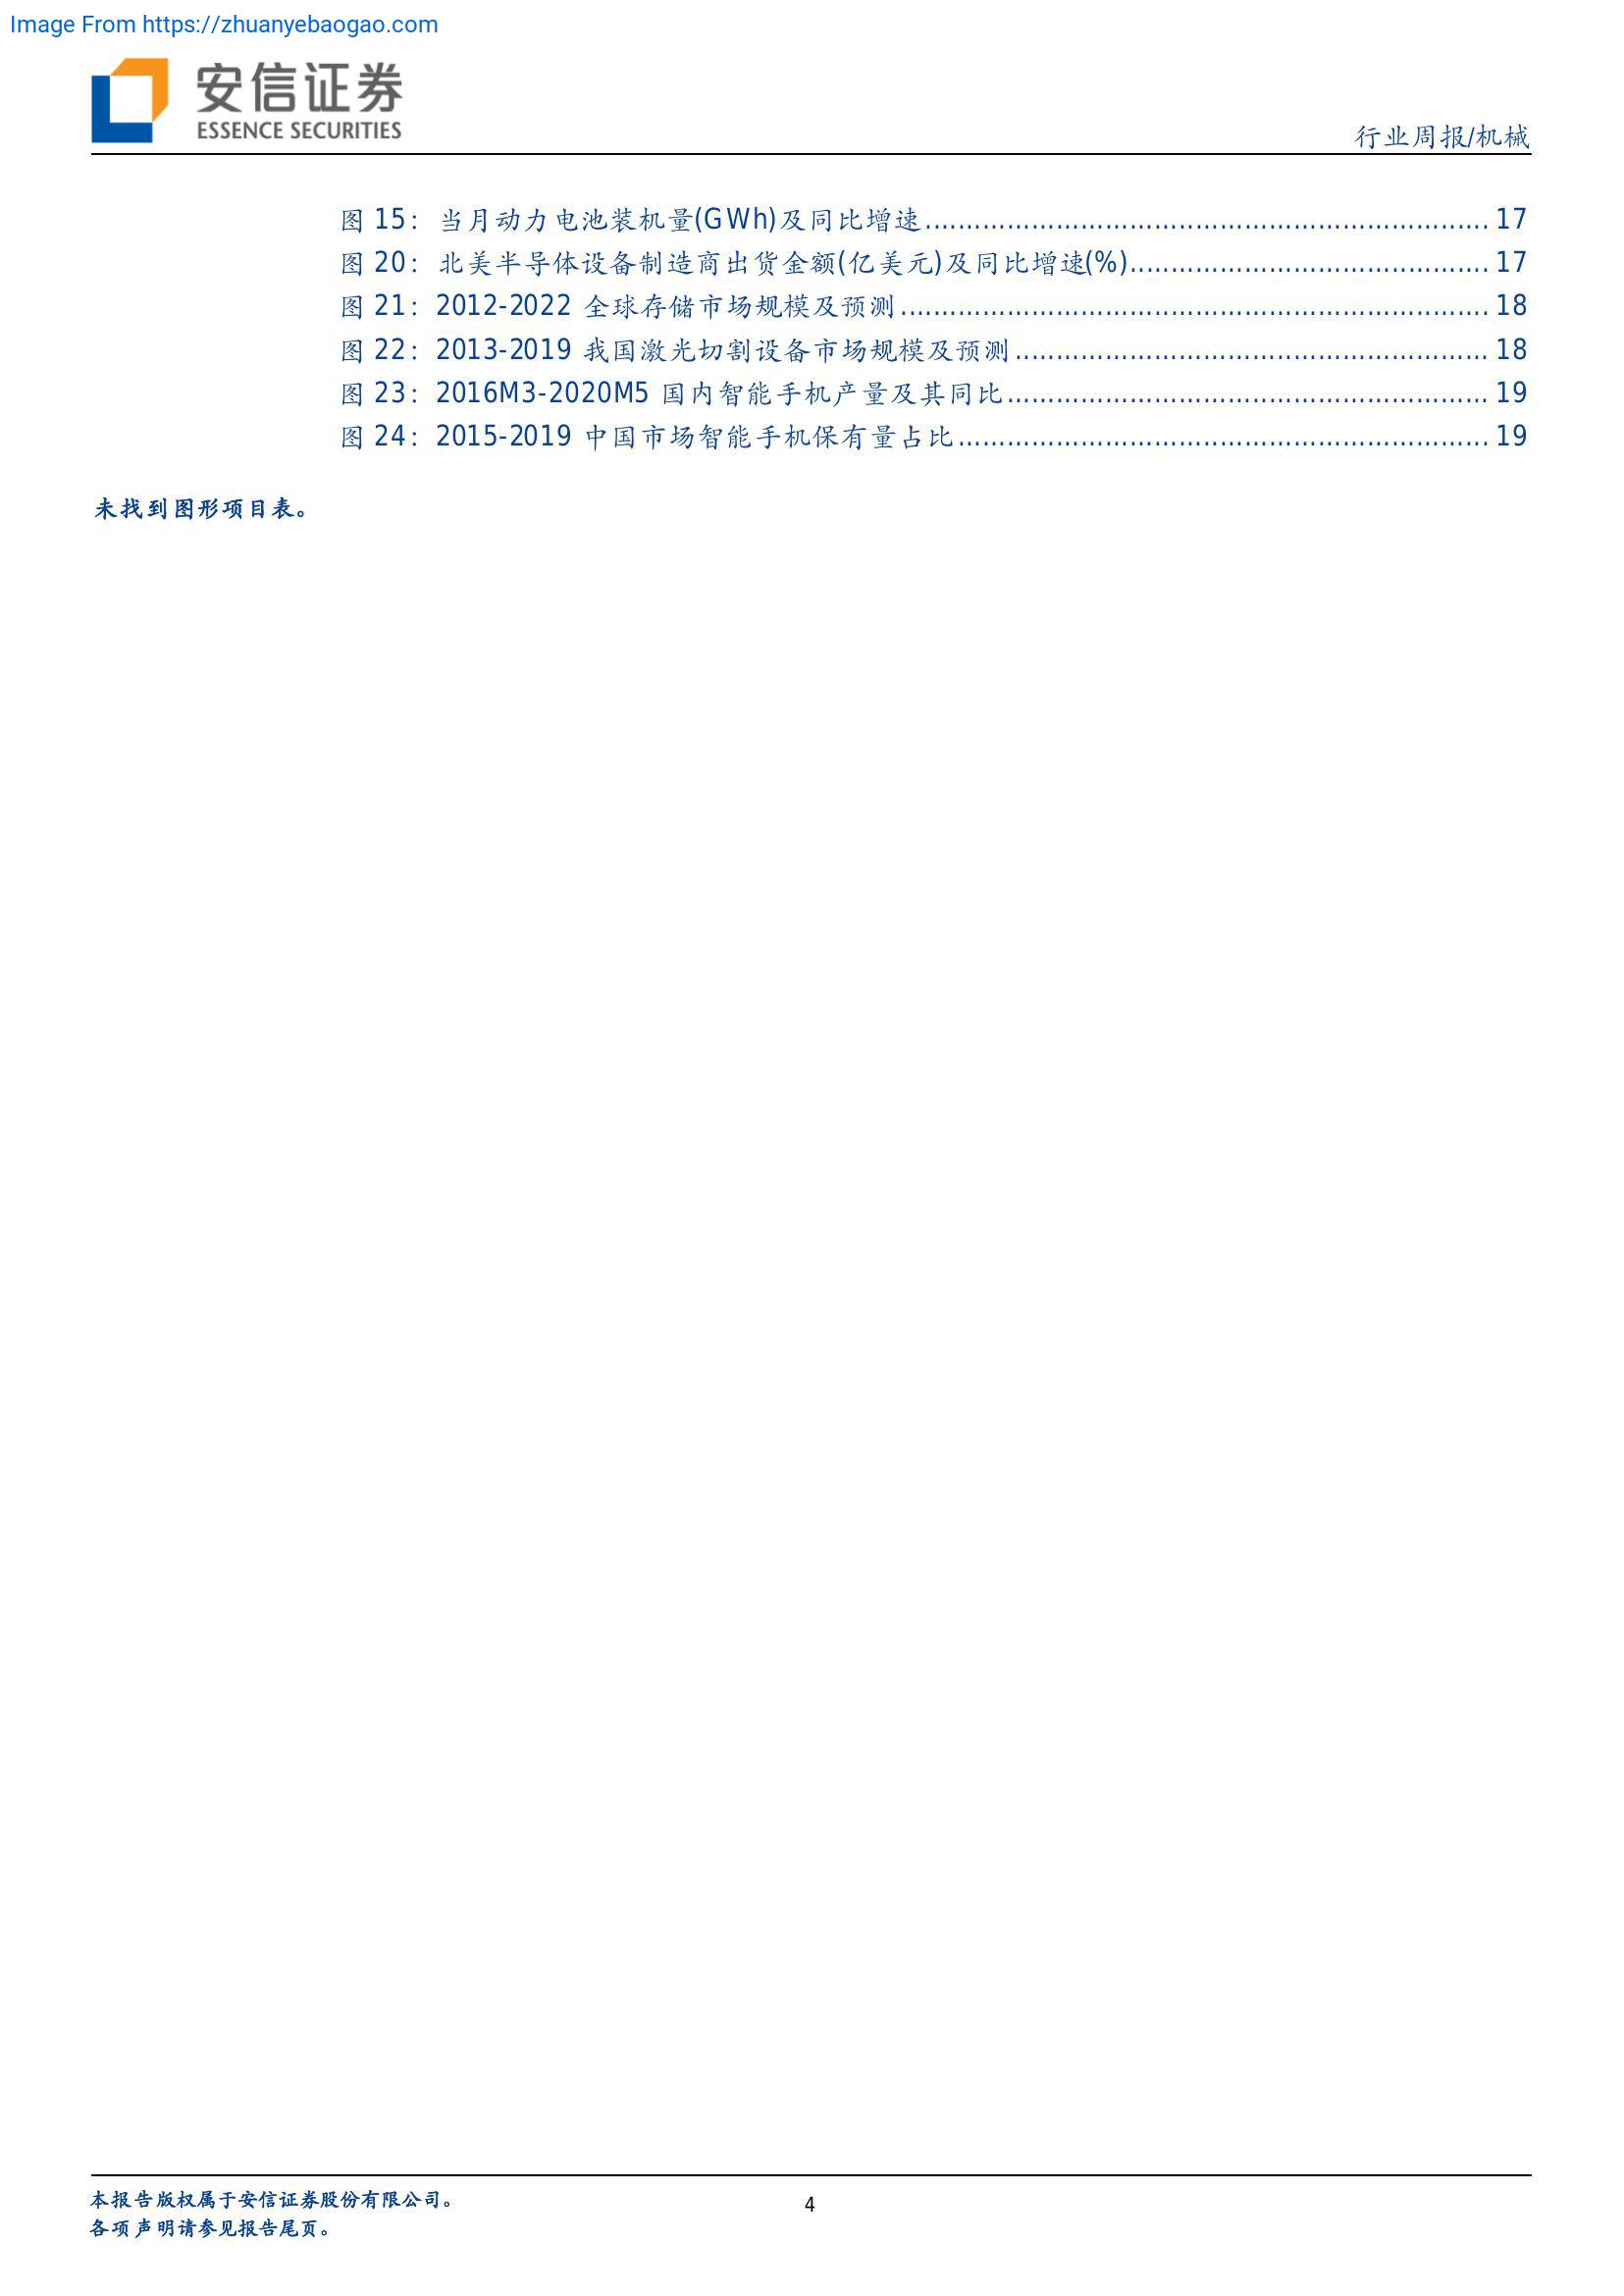 Image From https://zhuanyebaogao.com
安信证券
ESSENCE SECURITIES
行业周报/机械
图 15：当月动力电池装机量(GWh)及同比增速........................................................................ 17
图 20：北美半导体设备制造商出货金额(亿美元)及同比增速(%)............................................. 17
图 21：2012-2022 全球存储市场规模及预测........................................................................... 18
图 22：2013-2019 我国激光切割设备市场规模及预测............................................................ 18
图 23：2016M3-2020M5 国内智能手机产量及其同比............................................................. 19
图 24：2015-2019 中国市场智能手机保有量占比................................................................... 19
未找到图形项目表。
本报告版权属于安信证券股份有限公司。
4
各项声明请参见报告尾页。